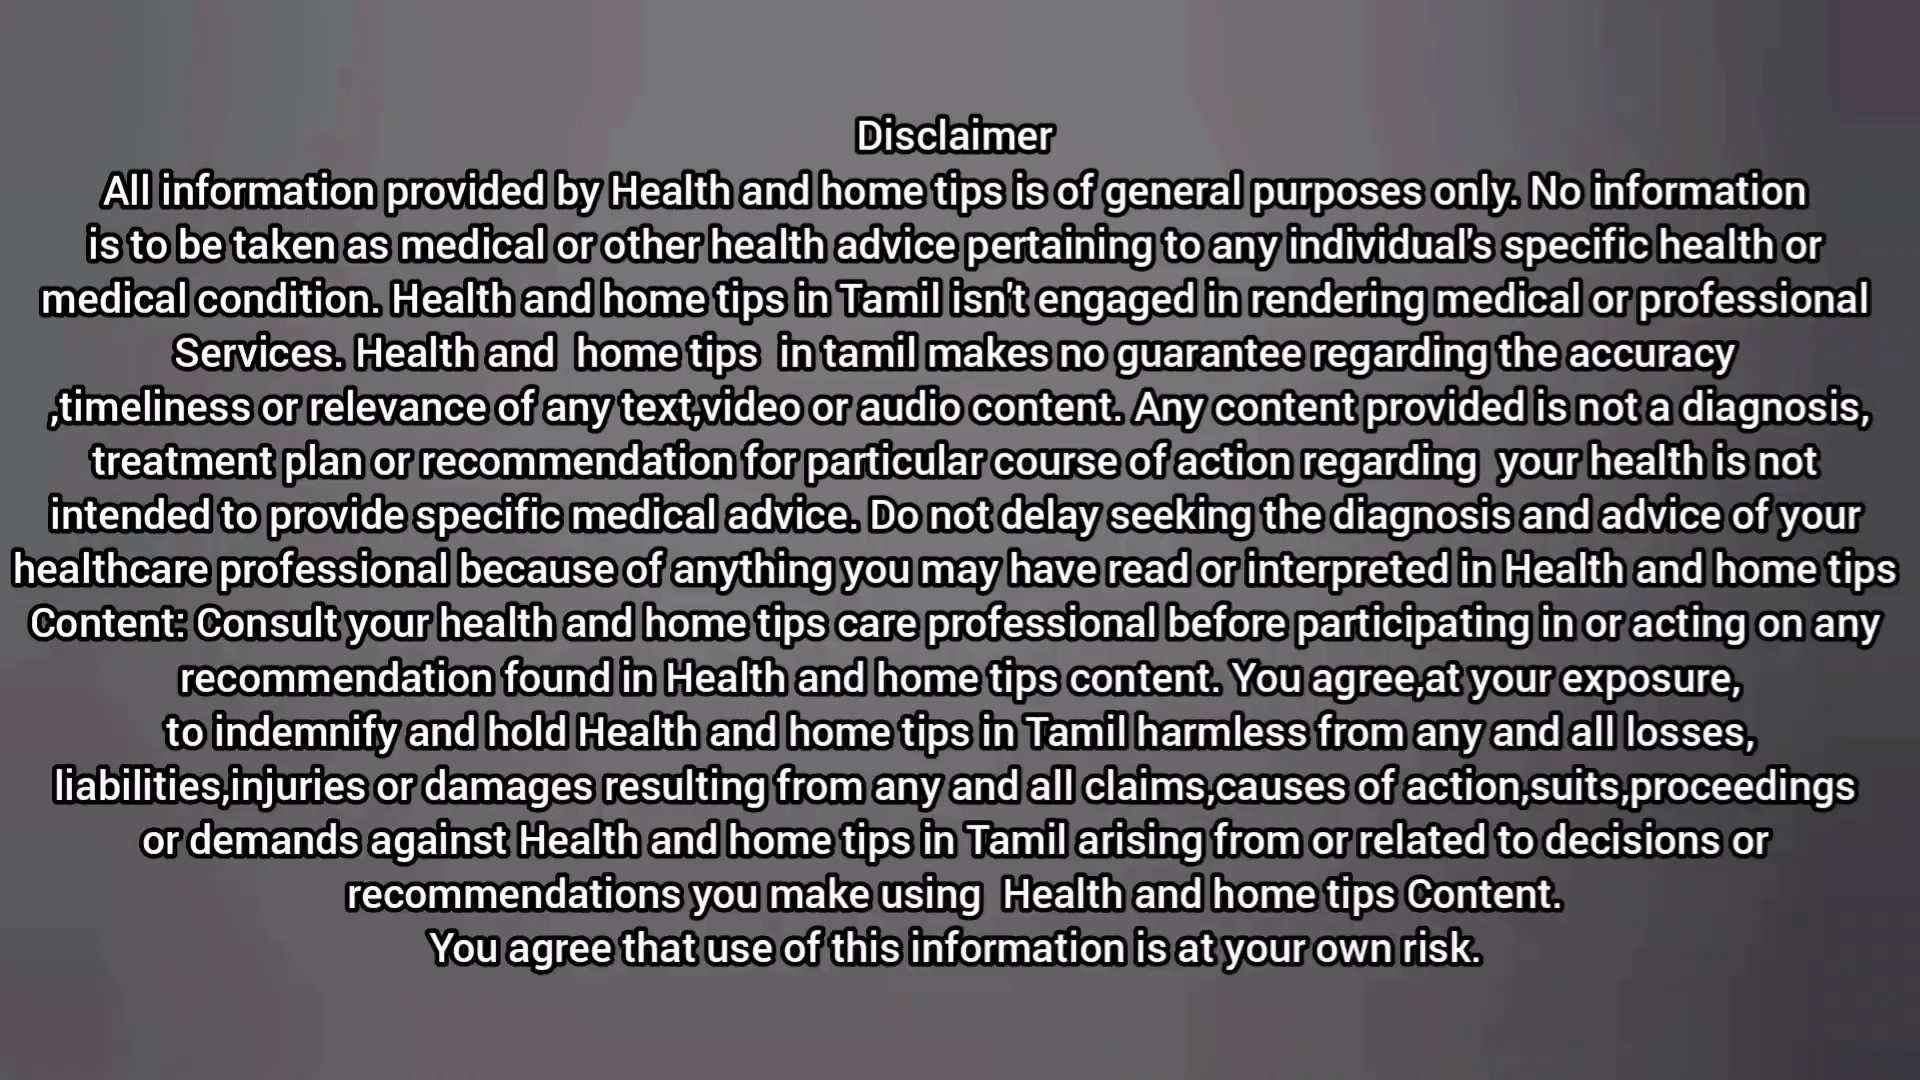 Disclaimer
All information provided by Health and home tips is of general purposes only. No information
is to be taken as medical or other health advice pertaining to any individual's specific health or
medical condition. Health and home tips in Tamil isn't engaged in rendering medical or professional
Services. Health and  home tips  in tamil makes no guarantee regarding the accuracy
,timeliness or relevance of any text,video or audio content. Any content provided is not a diagnosis,
treatment plan or recommendation for particular course of action regarding  your health is not
intended to provide specific medical advice. Do not delay seeking the diagnosis and advice of your
healthcare professional because of anything you may have read or interpreted in Health and home tips
Content: Consult your health and home tips care professional before participating in or acting on any
recommendation found in Health and home tips content. You agree,at your exposure,
to indemnify and hold Health and home tips in Tamil harmless from any and all losses,
liabilities,injuries or damages resulting from any and all claims,causes of action,suits,proceedings
or demands against Health and home tips in Tamil arising from or related to decisions or
recommendations you make using  Health and home tips Content.
You agree that use of this information is at your own risk.